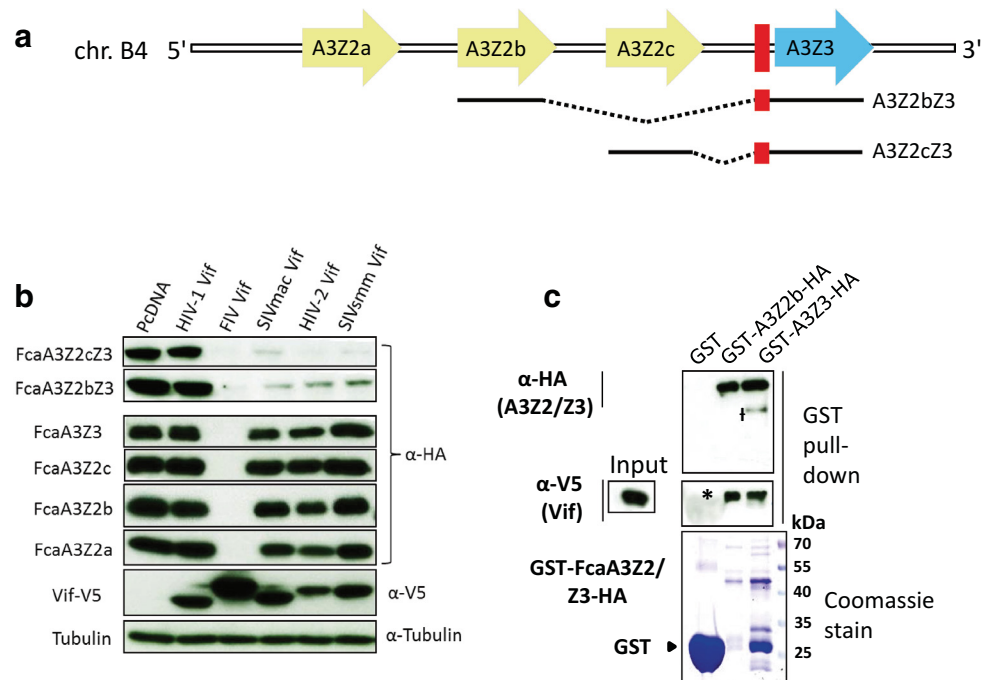 a
chr. B4 5' A3Z2a A3Z2b A3Z2c A3Z3 3'
A3Z2bZ3
A3Z2cZ3
b
PcDNA HIV-1 Vif FIV Vif SIVmac Vif HIV-2 Vif SIVsmm Vif
FcaA3Z2cZ3
FcaA3Z2bZ3
FcaA3Z3
FcaA3Z2c
FcaA3Z2b
FcaA3Z2a
α-HA
Vif-V5 α-V5
Tubulin α-Tubulin
c
GST GST-A3Z2b-HA GST-A3Z3-HA
α-HA
(A3Z2/Z3)
ƚ
GST
pull-
down
Input
α-V5
(Vif)
*
kDa
70
55
40
35
25
GST-FcaA3Z2/
Z3-HA
Coomassie
stain
GST